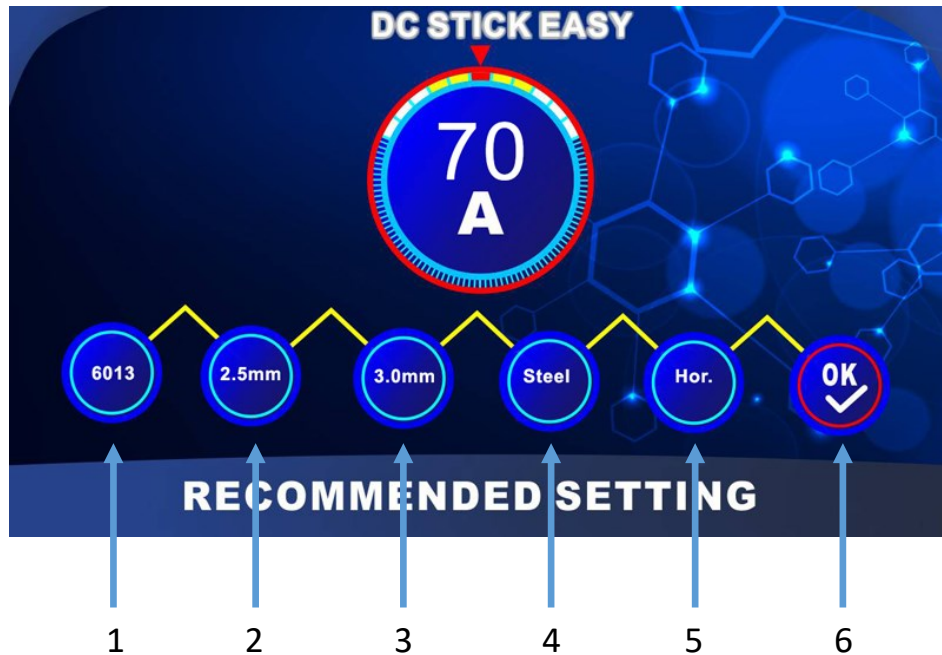 DC STICK EASY
70
A
6013
2.5mm
3.0mm
Steel
Hor.
OK
RECOMMENDED SETTING
1
2
3
4
5
6